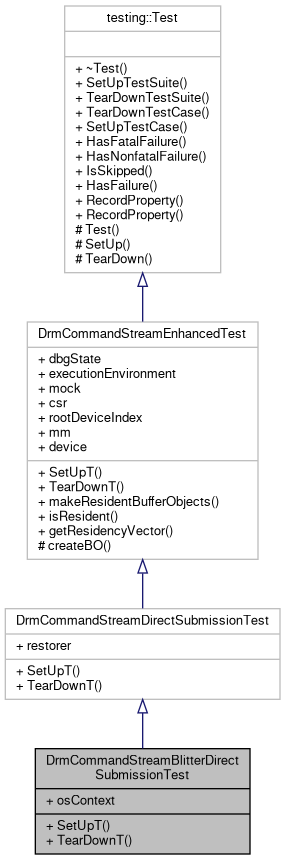 testing::Test
+ ~Test()
+ SetUpTestSuite()
+ TearDownTestSuite()
+ TearDownTestCase()
+ SetUpTestCase()
+ HasFatalFailure()
+ HasNonfatalFailure()
+ IsSkipped()
+ HasFailure()
+ RecordProperty()
+ RecordProperty()
# Test()
# SetUp()
# TearDown()
DrmCommandStreamEnhancedTest
+ dbgState
+ executionEnvironment
+ mock
+ csr
+ rootDeviceIndex
+ mm
+ device
+ SetUpT()
+ TearDownT()
+ makeResidentBufferObjects()
+ isResident()
+ getResidencyVector()
# createBO()
DrmCommandStreamDirectSubmissionTest
+ restorer
+ SetUpT()
+ TearDownT()
DrmCommandStreamBlitterDirect
SubmissionTest
+ osContext
+ SetUpT()
+ TearDownT()